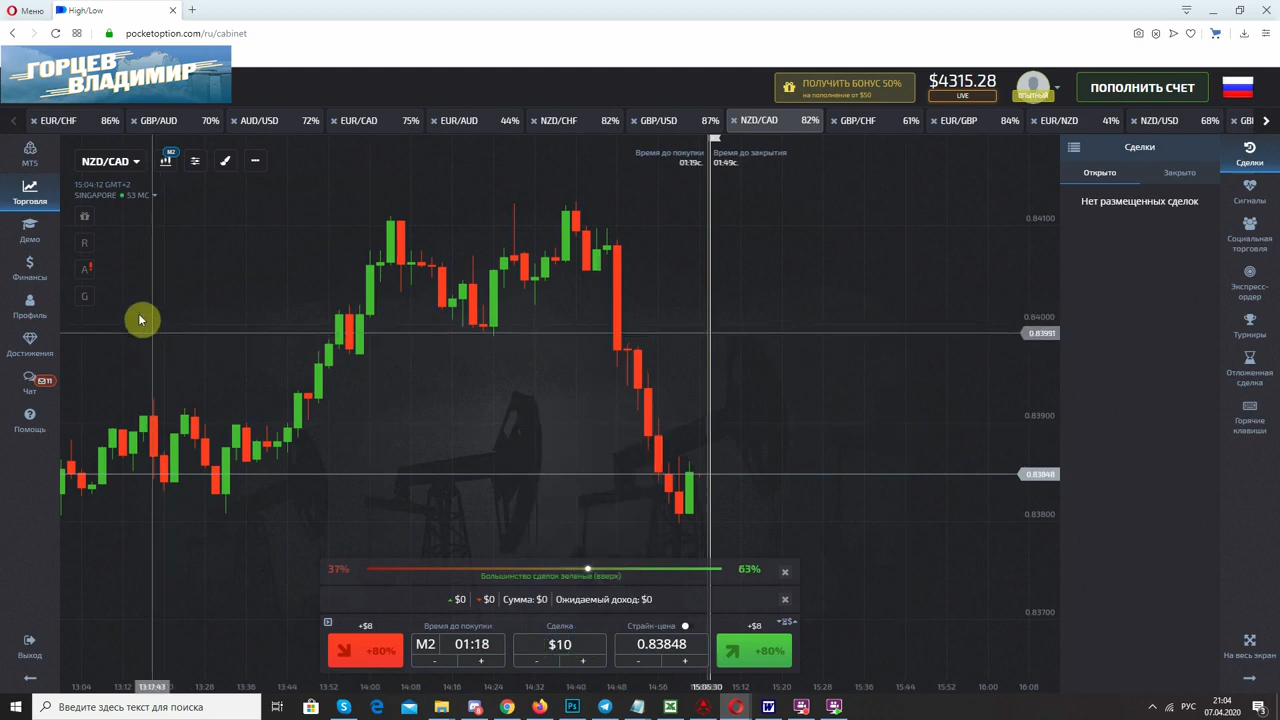 Меню
High/Low
pocketoption.com/ru/cabinet
ГОРЦЕВ
ВЛАДИМИР
ПОЛУЧИТЬ БОНУС 50%
на пополнение от $50
$4315.28
LIVE
ОПЫТНЫЙ
ПОПОЛНИТЬ СЧЕТ
EUR/CHF 86% GBP/AUD 70% AUD/USD 72% EUR/CAD 75% EUR/AUD 44% NZD/CHF 82% GBP/USD 87% NZD/CAD 82% GBP/CHF 61% EUR/GBP 84% EUR/NZD 41% NZD/USD 68%
MT5
Торговля
Демо
Финансы
Профиль
Достижения
11
Чат
Помощь
Выход
NZD/CAD
M2
15:04:12 GMT+2
SINGAPORE 53 МС
R
A!
G
Время до покупки
01:19с.
Время до закрытия
01:49с.
0.84100
0.84000
0.83991
0.83900
0.83848
0.83800
0.83700
37%
63%
Большинство сделок зеленые (вверх)
$0 $0 Сумма: $0 Ожидаемый доход: $0
+$8
Время до покупки
Сделка
Страйк-цена
+$8
+80%
M2 01:18
$10
0.83848
+80%
- + - + - +
13:04 13:12 13:17:43 13:28 13:36 13:44 13:52 14:00 14:08 14:16 14:24 14:32 14:40 14:48 14:56 15:05:30 15:12 15:20 15:28 15:36 15:44 15:52 16:00 16:08
Сделки
Открыто
Закрыто
Нет размещенных сделок
Сделки
Сигналы
Социальная
торговля
Экспресс-
ордер
Турниры
Отложенная
сделка
Горячие
клавиши
На весь экран
Введите здесь текст для поиска
РУС
21:04
07.04.2020
3